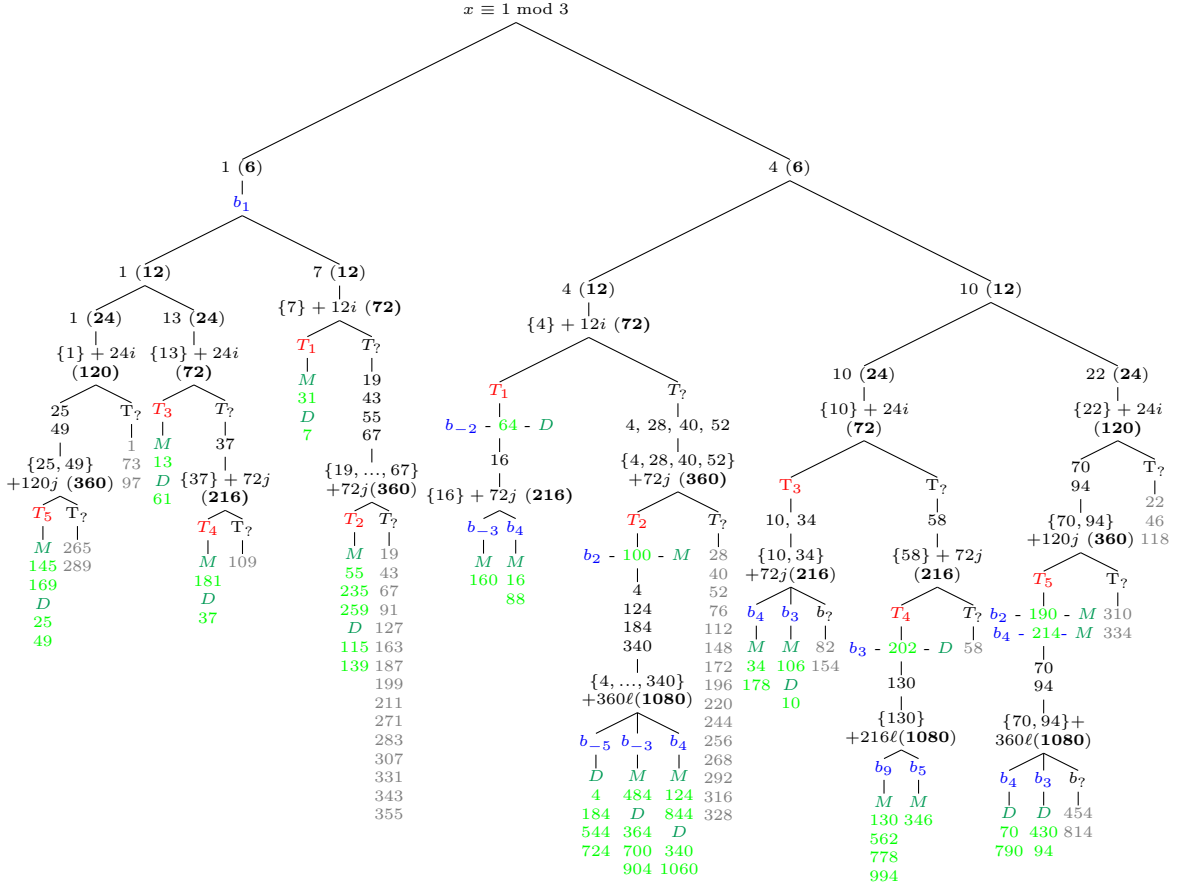 x ≡ 1 mod 3
1 (6)
4 (6)
b₁
1 (12)
7 (12)
4 (12)
10 (12)
1 (24)
13 (24)
{7} + 12i (72)
{4} + 12i (72)
{1} + 24i
(120)
{13} + 24i
(72)
T₁
T?
10 (24)
22 (24)
25
49
T?
T₃
T?
M
31
D
7
19
43
55
67
T₁
T?
{10} + 24i
(72)
{22} + 24i
(120)
{25, 49}
+120j (360)
1
73
97
M
13
D
61
37
{37} + 72j
(216)
{19, ..., 67}
+72j(360)
b₋₂ - 64 - D
16
{16} + 72j (216)
4, 28, 40, 52
{4, 28, 40, 52}
+72j(360)
T₃
T?
70
94
T?
T₅
T?
T₄
T?
T₂
T?
b₋₃
b₄
T₂
T?
10, 34
{10, 34}
+72j(216)
58
{58} + 72j
(216)
{70, 94}
+120j (360)
22
46
118
M
145
169
D
25
49
265
289
M
181
D
37
109
M
55
235
259
D
115
139
19
43
67
91
127
163
187
199
211
271
283
307
331
343
355
M
160
M
16
88
b₂ - 100 - M
4
124
184
340
{4, ..., 340}
+360ℓ(1080)
28
40
52
76
112
148
172
196
220
244
256
268
292
316
328
b₋₅
b₋₃
b₄
D
4
184
544
724
M
484
D
364
700
904
M
124
844
D
340
1060
b₄
b₃
b?
M
34
178
M
106
D
10
82
154
T₄
T?
b₃ - 202 - D
58
130
{130}
+216ℓ(1080)
b₉
b₅
M
130
562
778
994
M
346
T₅
T?
b₂ - 190 - M
b₄ - 214- M
310
334
70
94
{70, 94}+
360ℓ(1080)
b₄
b₃
b?
D
70
790
D
430
94
454
814